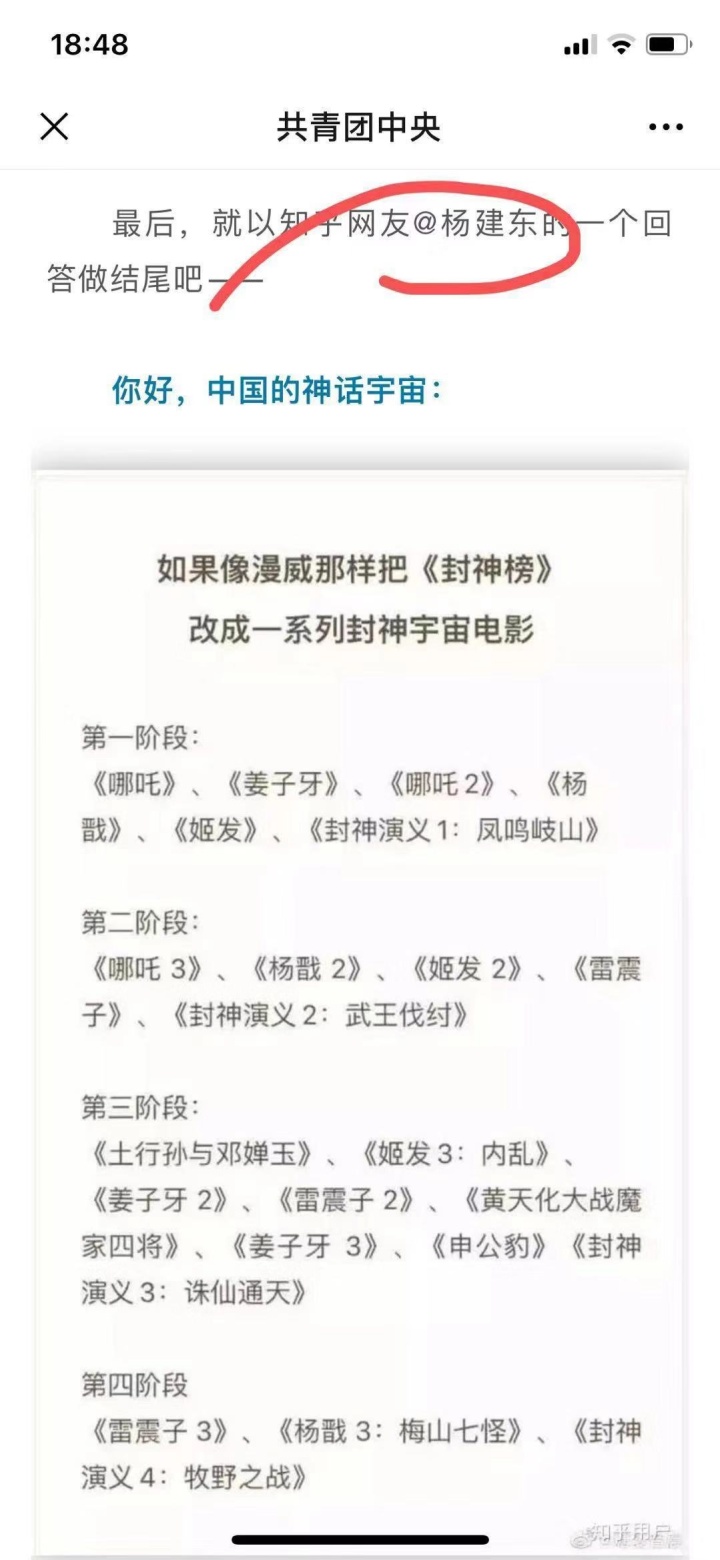 18:48
共青团中央
最后，就以知乎网友@杨建东的一个回
答做结尾吧——
你好，中国的神话宇宙：
如果像漫威那样把《封神榜》
改成一系列封神宇宙电影
第一阶段：
《哪吒》、《姜子牙》、《哪吒2》、《杨
戬》、《姬发》、《封神演义1：凤鸣岐山》
第二阶段：
《哪吒 3》、《杨戬 2》、《姬发 2》、《雷震
子》、《封神演义2：武王伐纣》
第三阶段：
《土行孙与邓婵玉》、《姬发3：内乱》、
《姜子牙 2》、《雷震子 2》、《黄天化大战魔
家四将》、《姜子牙 3》、《申公豹》《封神
演义3：诛仙通天》
第四阶段
《雷震子 3》、《杨戬 3：梅山七怪》、《封神
演义4：牧野之战》
知乎用户